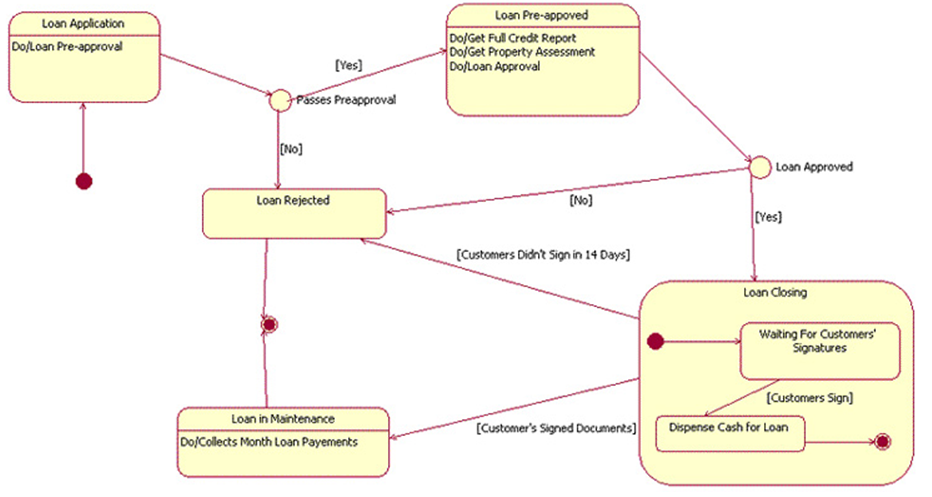 Loan Application
Do/Loan Pre-approval
Loan Pre-appoved
Do/Get Full Credit Report
Do/Get Property Assessment
Do/Loan Approval
[Yes]
Passes Preapproval
[No]
Loan Approved
Loan Rejected
[No]
[Yes]
[Customers Didn't Sign in 14 Days]
Loan Closing
Waiting For Customers'
Signatures
[Customers Sign]
Dispense Cash for Loan
[Customer's Signed Documents]
Loan in Maintenance
Do/Collects Month Loan Payements